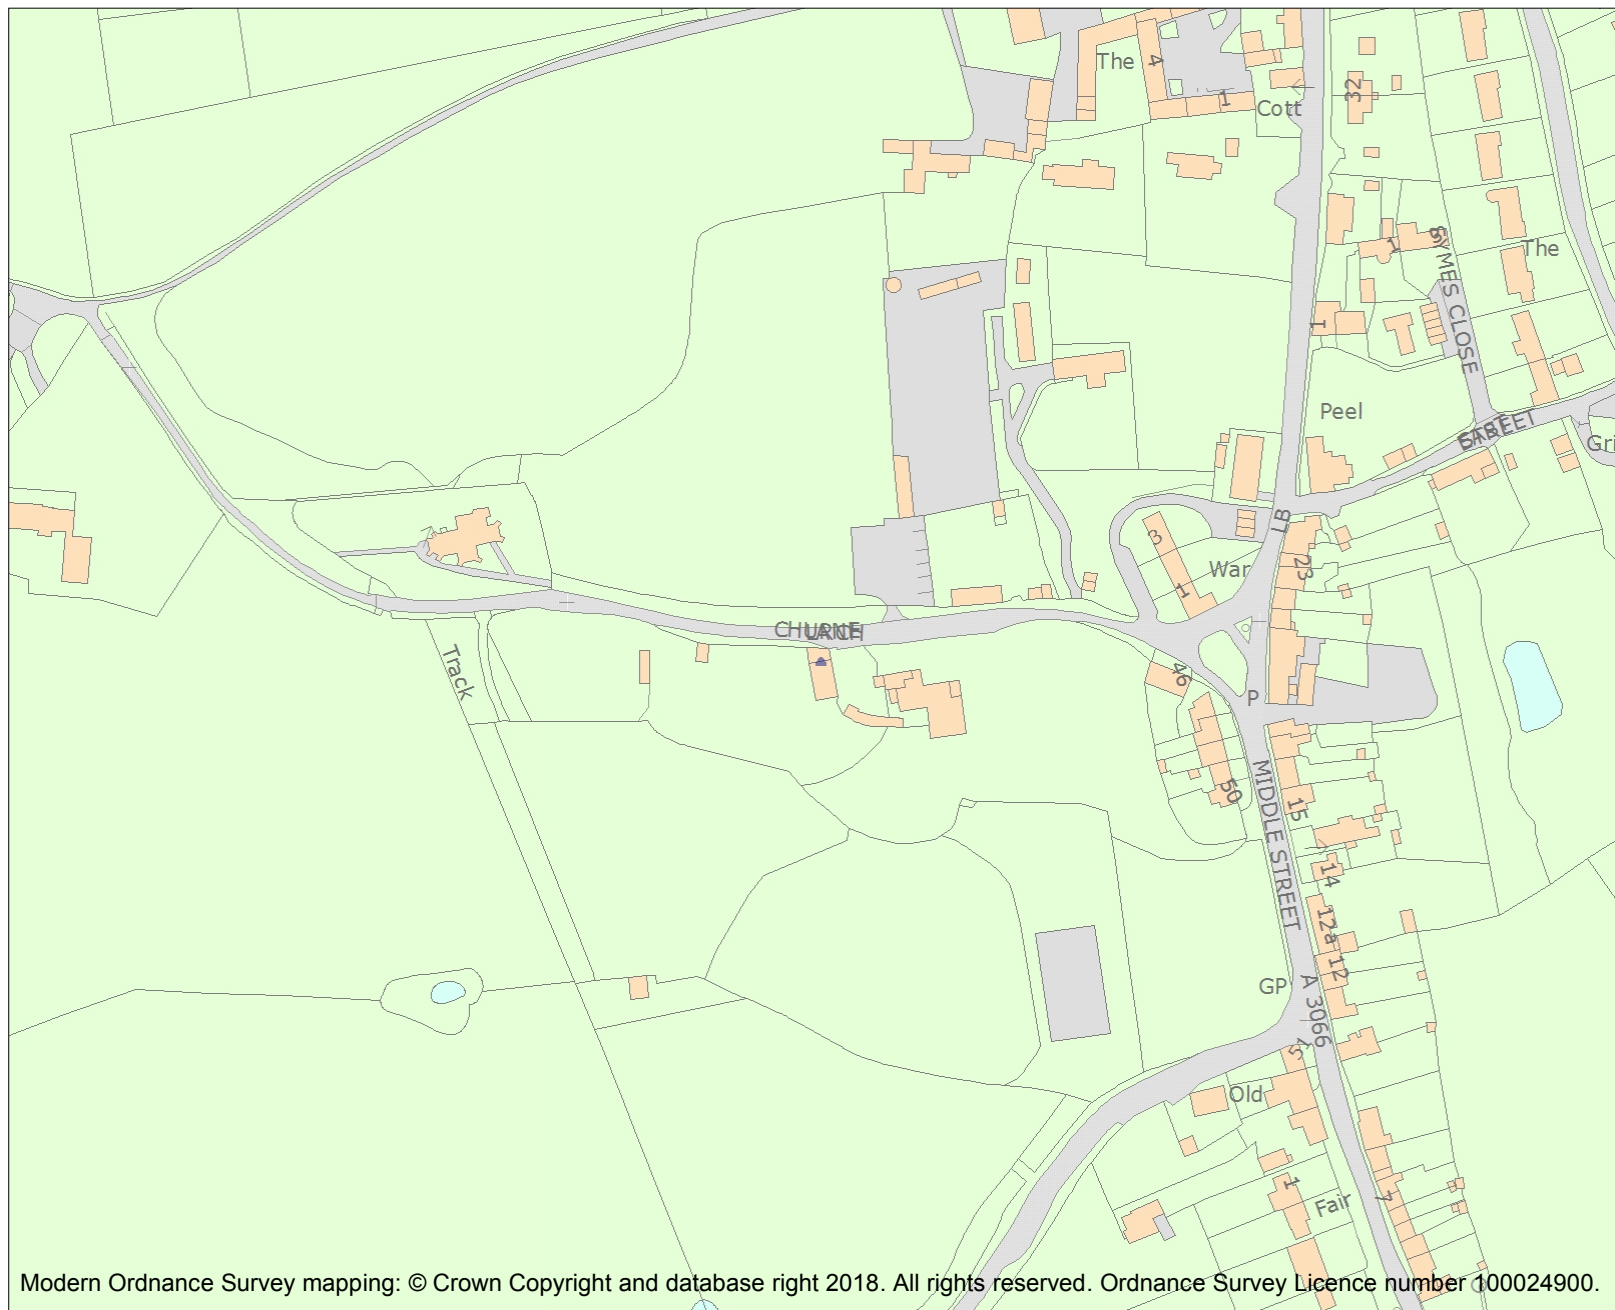 The
4
1
Cott
32
The
1
5
SYMES CLOSE
1
Peel
STREET
Gri
LB
3
War
1
23
CHURCH
LANE
Track
46
P
50
MIDDLE STREET
15
14
12a
12
GP
A 3066
51
Old
1
Fair
7
Modern Ordnance Survey mapping: © Crown Copyright and database right 2018. All rights reserved. Ordnance Survey Licence number 100024900.